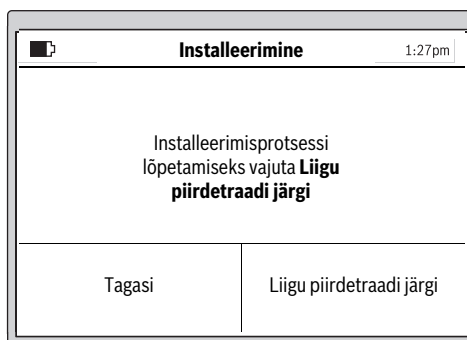 Installeerimine 1:27pm
Installeerimisprotsessi
lõpetamiseks vajuta Liigu
piirdetraadi järgi
Tagasi Liigu piirdetraadi järgi